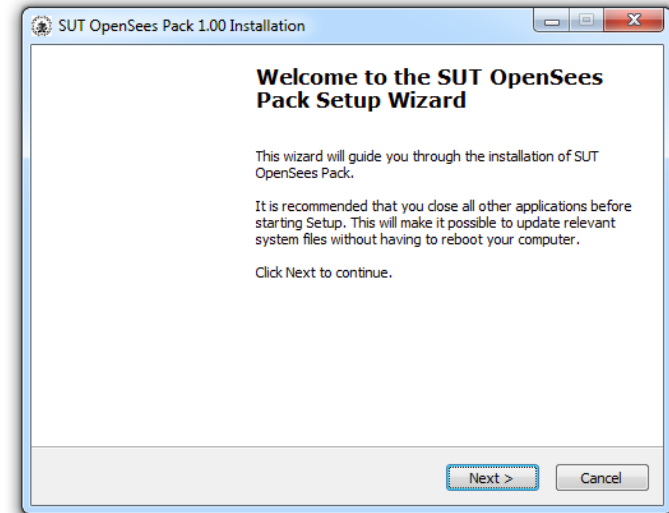 SUT OpenSees Pack 1.00 Installation
Welcome to the SUT OpenSees
Pack Setup Wizard
This wizard will guide you through the installation of SUT
OpenSees Pack.
It is recommended that you close all other applications before
starting Setup. This will make it possible to update relevant
system files without having to reboot your computer.
Click Next to continue.
Next >
Cancel